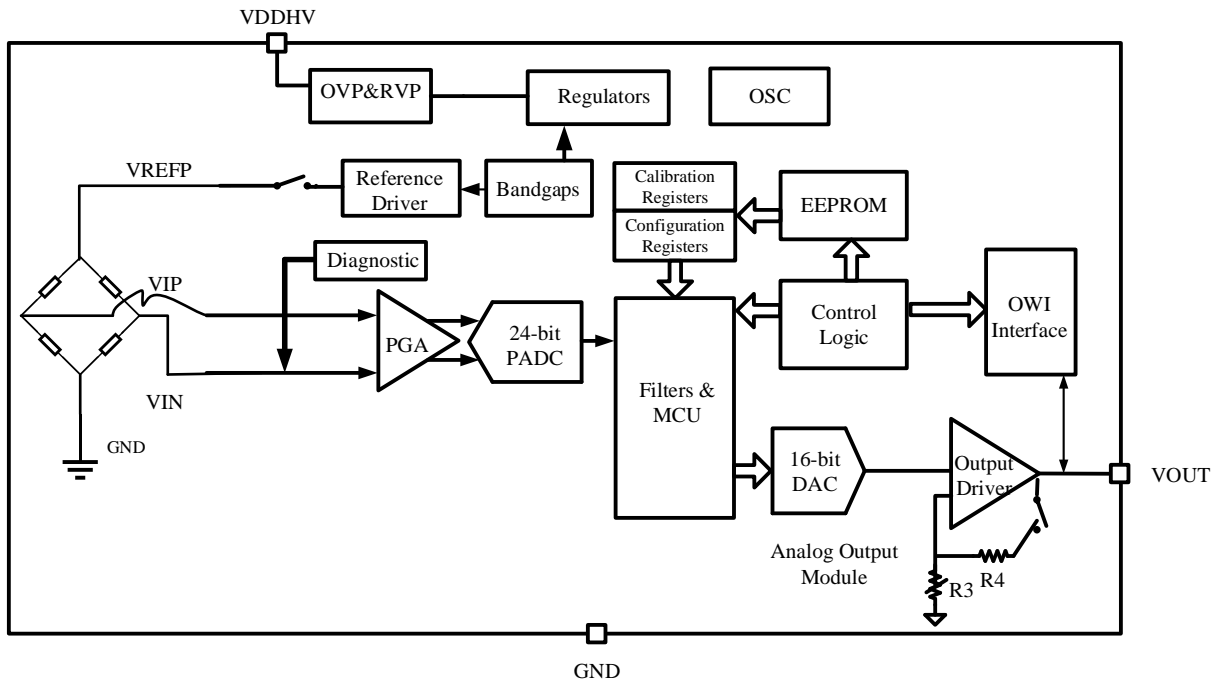 VDDHV
OVP&RVP
Regulators
OSC
VREFP
Reference
Driver
Bandgaps
Calibration
Registers
Configuration
Registers
EEPROM
Diagnostic
VIP
PGA
24-bit
PADC
Control
Logic
OWI
Interface
VIN
Filters &
MCU
GND
16-bit
DAC
Output
Driver
VOUT
Analog Output
Module
R4
R3
GND